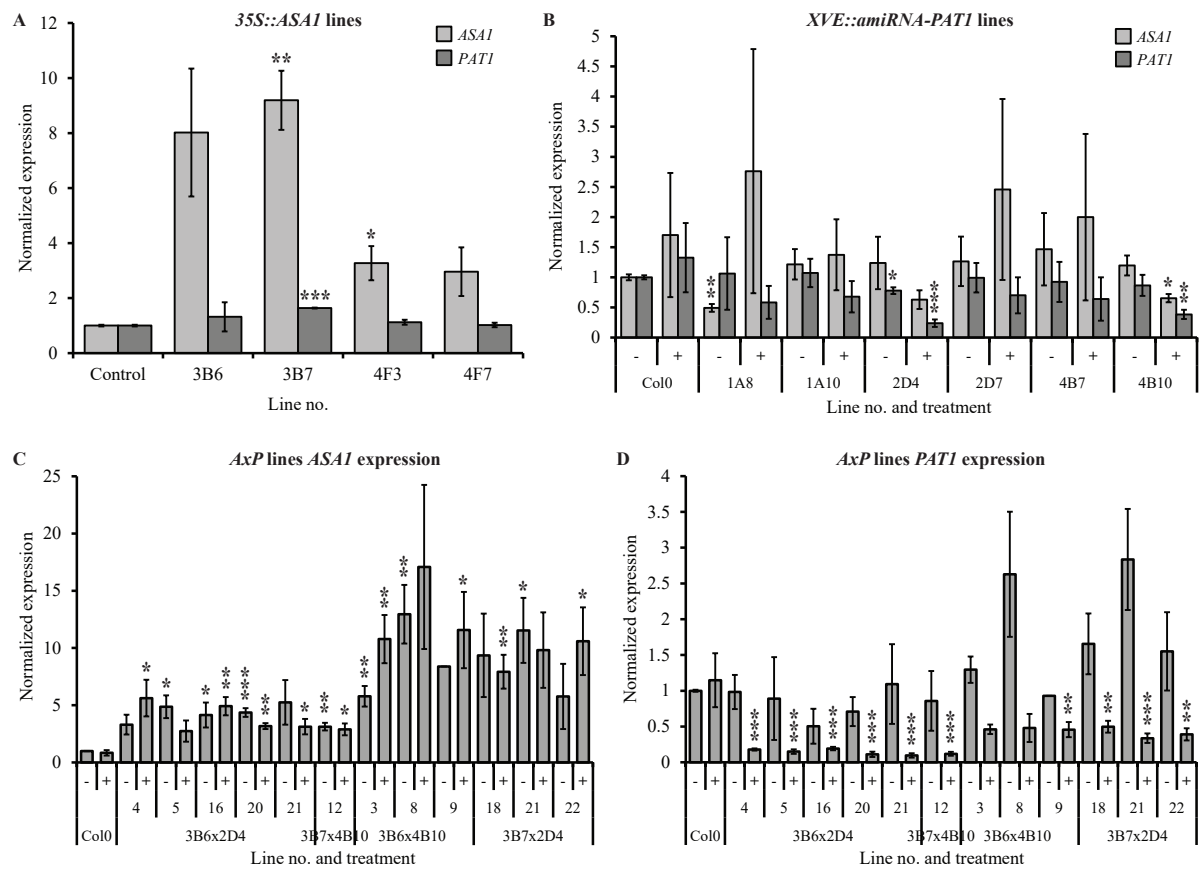 A
35S::ASA1 lines
ASA1
PAT1
Normalized expression
12
10
8
6
4
2
0
**
***
*
Control 3B6 3B7 4F3 4F7
Line no.
B
XVE::amiRNA-PAT1 lines
ASA1
PAT1
Normalized expression
5
4.5
4
3.5
3
2.5
2
1.5
1
0.5
0
** * *** * **
- + - + - + - + - + - + - +
Col0 1A8 1A10 2D4 2D7 4B7 4B10
Line no. and treatment
C
AxP lines ASA1 expression
Normalized expression
25
20
15
10
5
0
* * * ** *** ** * ** * ** ** ** * ** * *
- + - + - + - + - + - + - + - + - + - + - + - + - +
4 5 16 20 21 12 3 8 9 18 21 22
Col0 3B6x2D4 3B7x4B10 3B6x4B10 3B7x2D4
Line no. and treatment
D
AxP lines PAT1 expression
Normalized expression
4
3.5
3
2.5
2
1.5
1
0.5
0
*** *** *** *** *** *** ** ** *** **
- + - + - + - + - + - + - + - + - + - + - + - + - +
4 5 16 20 21 12 3 8 9 18 21 22
Col0 3B6x2D4 3B7x4B10 3B6x4B10 3B7x2D4
Line no. and treatment